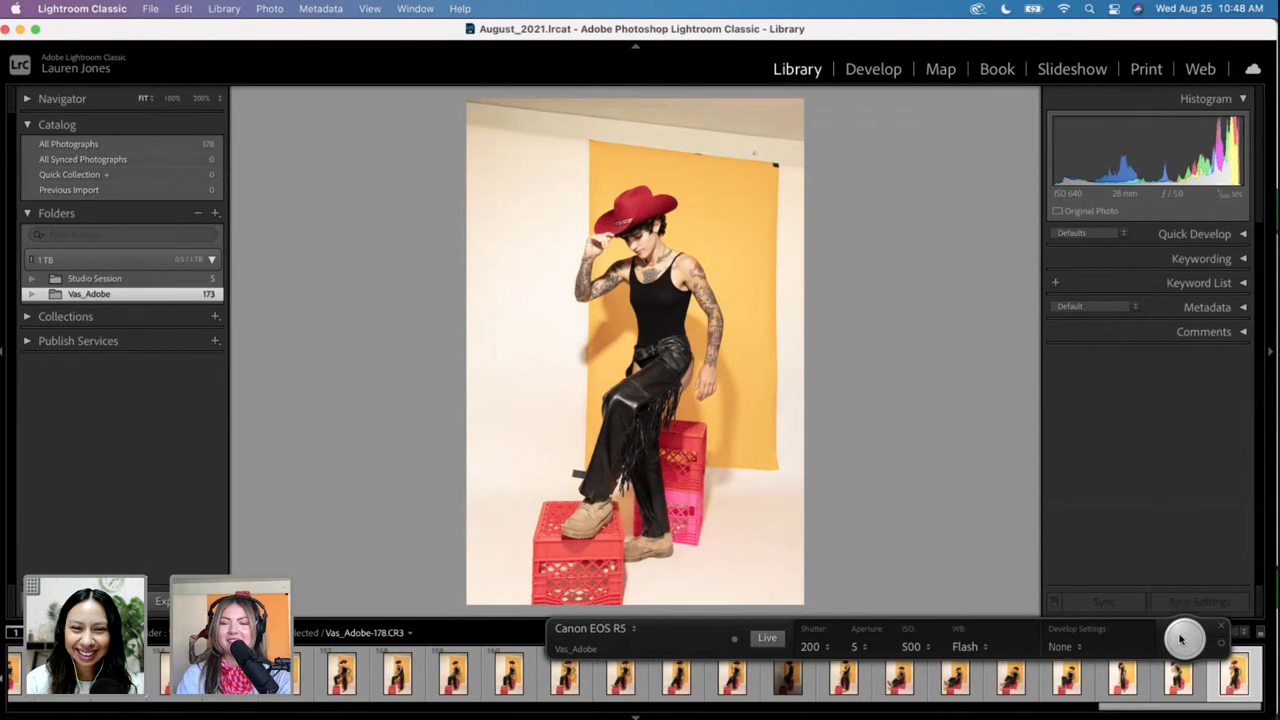 Lightroom Classic File Edit Library Photo Metadata View Window Help Wed Aug 25 10:48 AM
August_2021.lrcat - Adobe Photoshop Lightroom Classic - Library
LrC
Adobe Lightroom Classic
Lauren Jones
Library Develop Map Book Slideshow Print Web
Navigator FIT 100% 300%
Histogram
Catalog
All Photographs 178
All Synced Photographs 0
Quick Collection + 0
Previous Import 0
Folders
1 TB
Studio Session 5
Vas_Adobe 173
Collections
Publish Services
ISO 640 28 mm f / 5.0 sec
Original Photo
Defaults Quick Develop
Keywording
Keyword List
Default Metadata
Comments
Sync
/ Vas_Adobe-178.CR3
Canon EOS R5
Vas_Adobe
Live
Shutter: Aperture: ISO: WB: Develop Settings:
200 5 500 Flash None